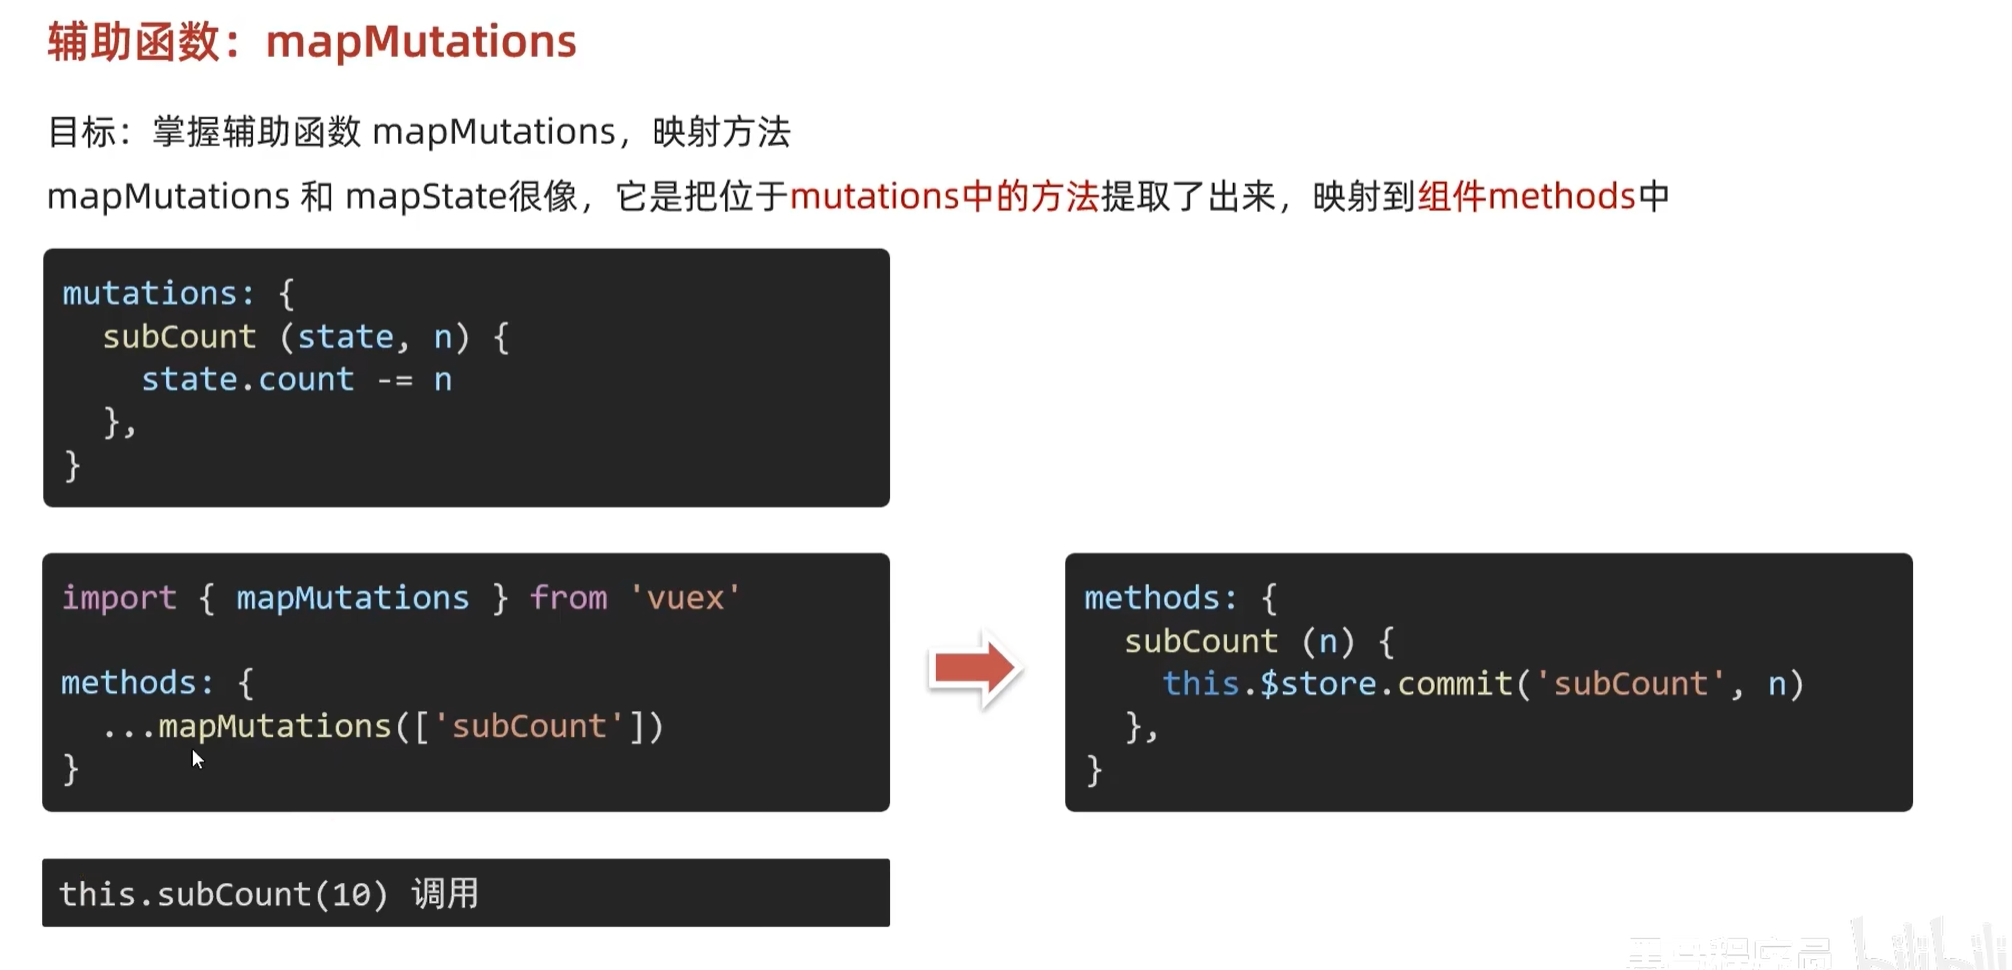 辅助函数：mapMutations
目标：掌握辅助函数 mapMutations，映射方法
mapMutations 和 mapState很像，它是把位于mutations中的方法提取了出来，映射到组件methods中
mutations: {
  subCount (state, n) {
    state.count -= n
  },
}
import { mapMutations } from 'vuex'
methods: {
  ...mapMutations(['subCount'])
}
methods: {
  subCount (n) {
    this.$store.commit('subCount', n)
  },
}
this.subCount(10) 调用